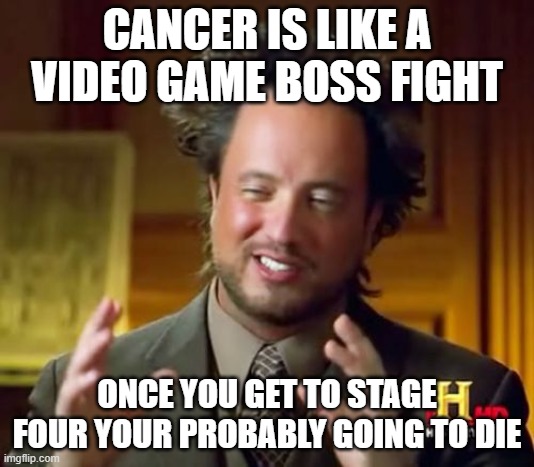 CANCER IS LIKE A
VIDEO GAME BOSS FIGHT
ONCE YOU GET TO STAGE
FOUR YOUR PROBABLY GOING TO DIE
H
HD
imgflip.com